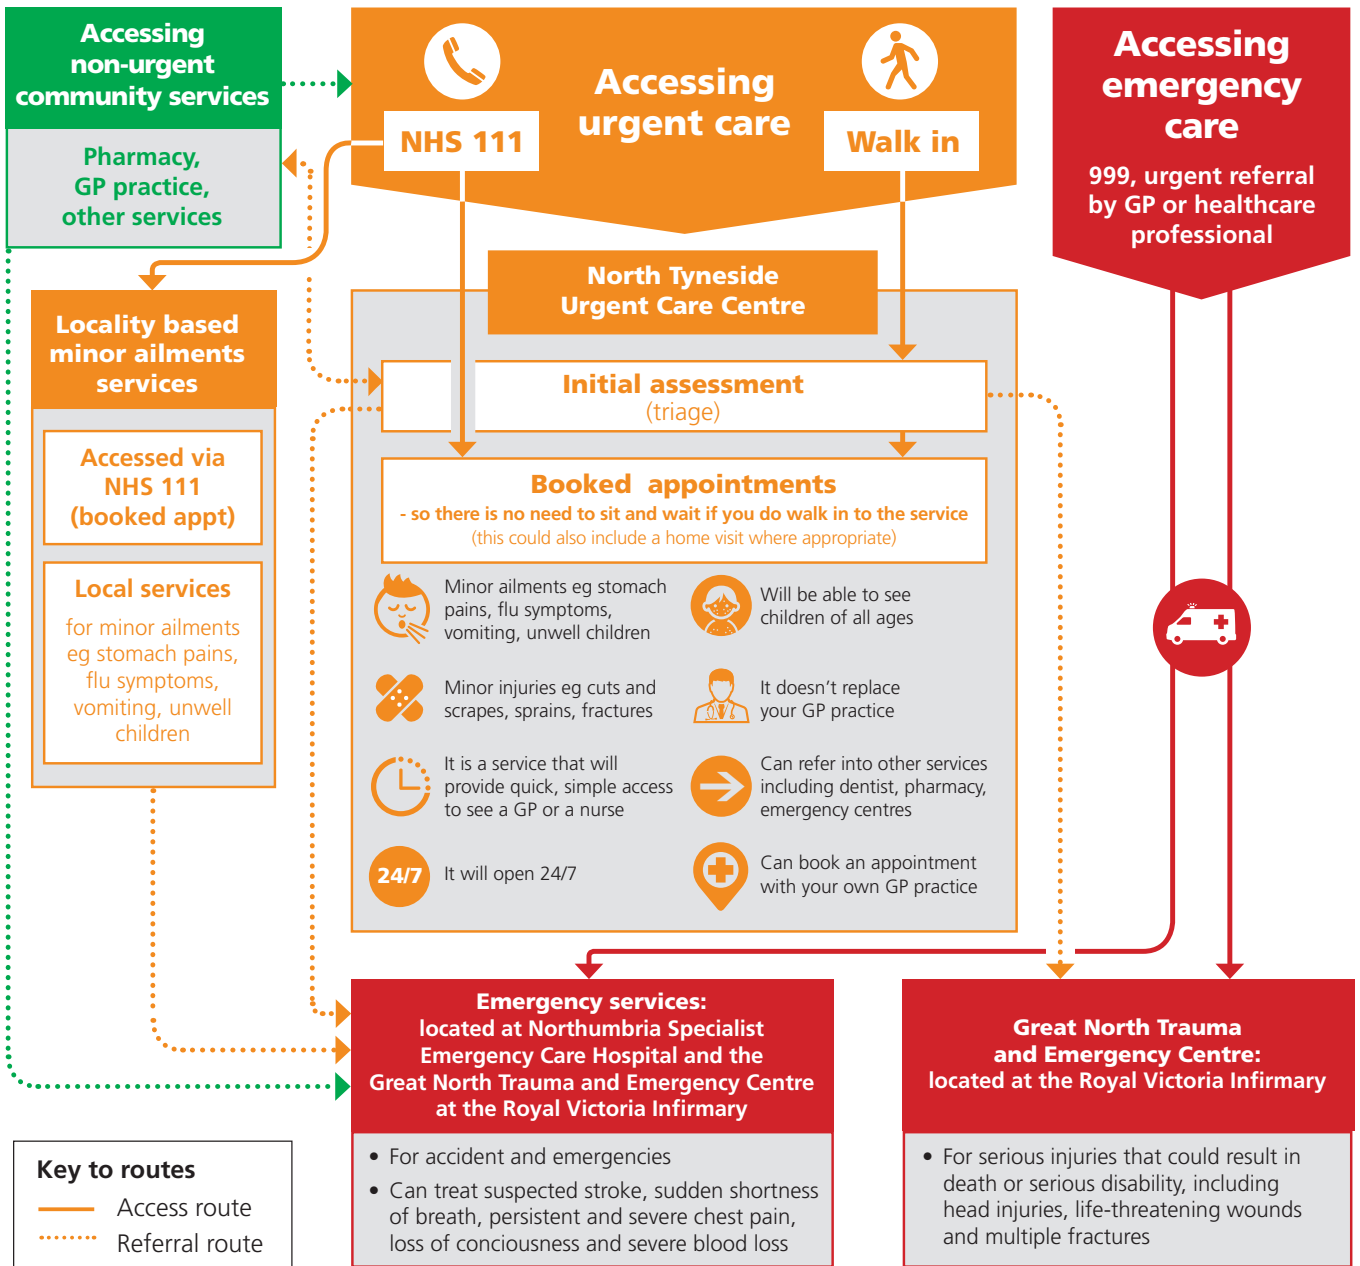 Accessing
non-urgent
community services
Pharmacy,
GP practice,
other services
Accessing
urgent care
NHS 111
Walk in
Accessing
emergency
care
999, urgent referral
by GP or healthcare
professional
North Tyneside
Urgent Care Centre
Locality based
minor ailments
services
Accessed via
NHS 111
(booked appt)
Local services
for minor ailments
eg stomach pains,
flu symptoms,
vomiting, unwell
children
Initial assessment
(triage)
Booked appointments
- so there is no need to sit and wait if you do walk in to the service
(this could also include a home visit where appropriate)
Minor ailments eg stomach
pains, flu symptoms,
vomiting, unwell children
Will be able to see
children of all ages
Minor injuries eg cuts and
scrapes, sprains, fractures
It doesn't replace
your GP practice
It is a service that will
provide quick, simple access
to see a GP or a nurse
Can refer into other services
including dentist, pharmacy,
emergency centres
24/7
It will open 24/7
Can book an appointment
with your own GP practice
Emergency services:
located at Northumbria Specialist
Emergency Care Hospital and the
Great North Trauma and Emergency Centre
at the Royal Victoria Infirmary
• For accident and emergencies
• Can treat suspected stroke, sudden shortness
of breath, persistent and severe chest pain,
loss of conciousness and severe blood loss
Great North Trauma
and Emergency Centre:
located at the Royal Victoria Infirmary
• For serious injuries that could result in
death or serious disability, including
head injuries, life-threatening wounds
and multiple fractures
Key to routes
Access route
Referral route